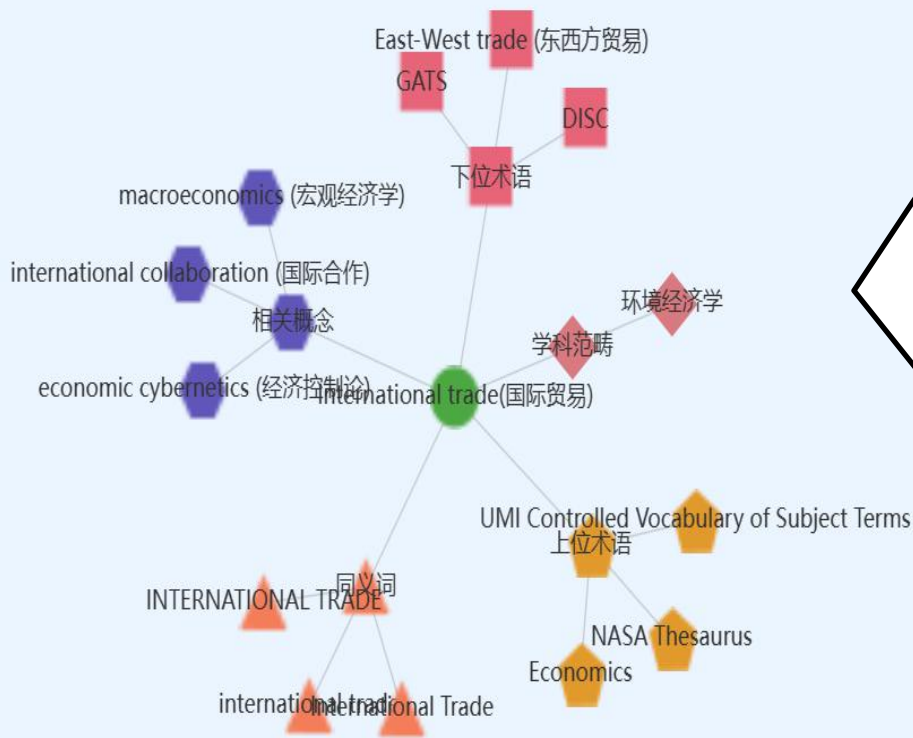 East-West trade (东西方贸易)
GATS
DISC
下位术语
macroeconomics (宏观经济学)
international collaboration (国际合作)
环境经济学
相关概念
学科范畴
economic cybernetics (经济控制论)
international trade(国际贸易)
UMI Controlled Vocabulary of Subject Terms
上位术语
同义词
INTERNATIONAL TRADE
NASA Thesaurus
Economics
international
International Trade